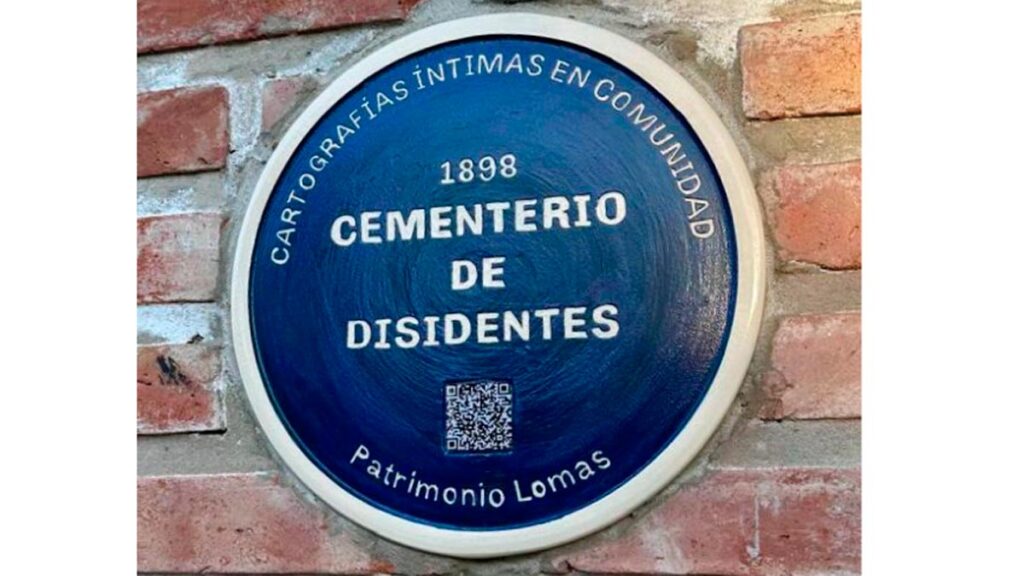 CARTOGRAFÍAS ÍNTIMAS EN COMUNIDAD
1898
CEMENTERIO
DE
DISIDENTES
Patrimonio Lomas